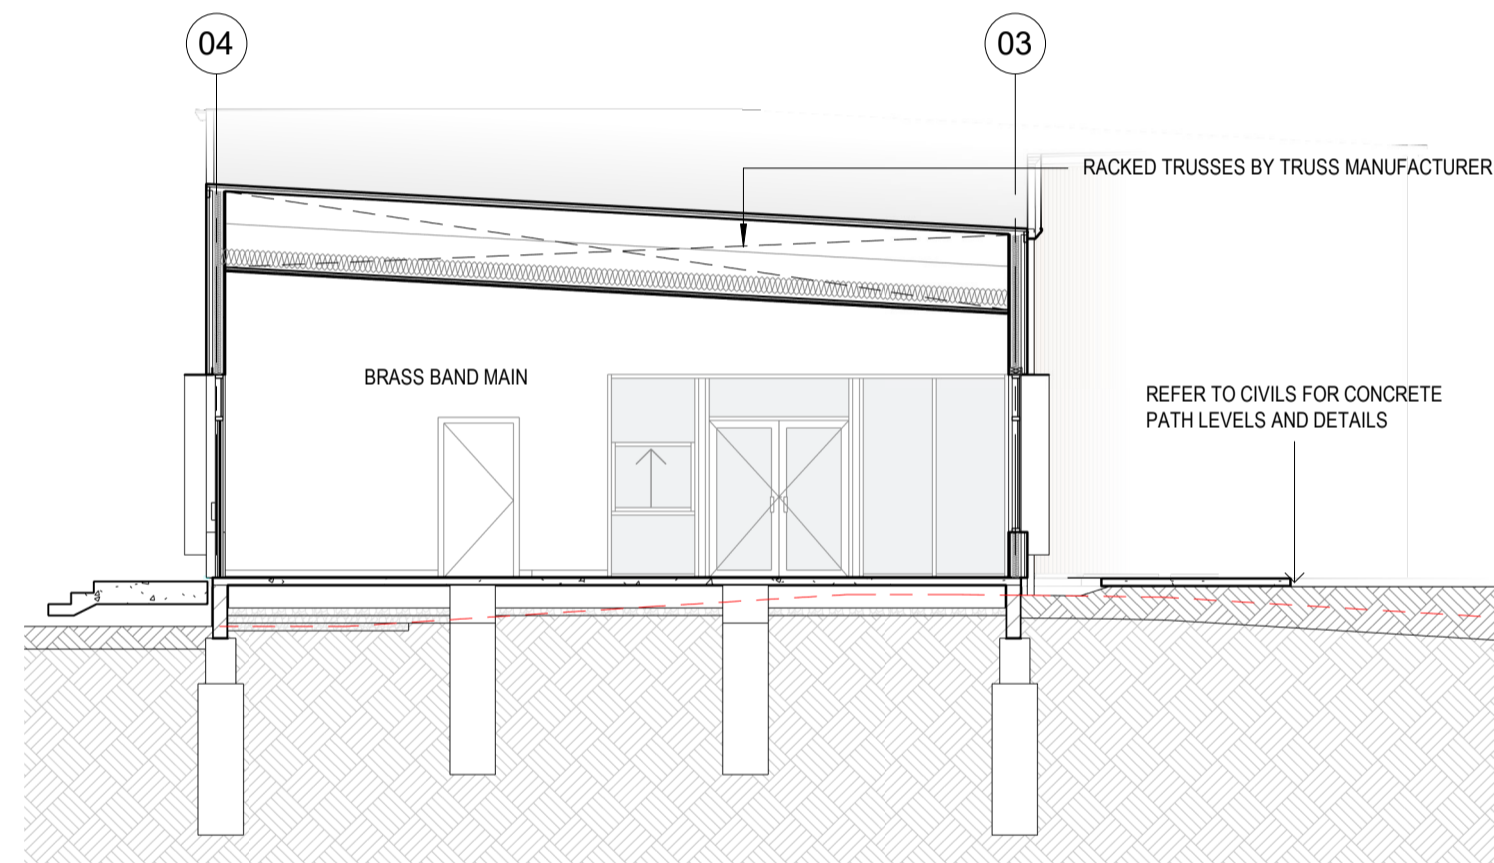 04
03
RACKED TRUSSES BY TRUSS MANUFACTURER
BRASS BAND MAIN
REFER TO CIVILS FOR CONCRETE
PATH LEVELS AND DETAILS